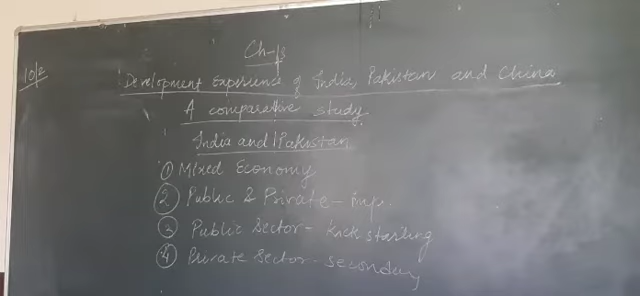 10/2
Ch-
Development Experience of India, Pakistan and China
A comparative study
India and Pakistan
① Mixed Economy
② Public & Private - imp.
③ Public Sector - Kick starting
④ Private Sector - secondary